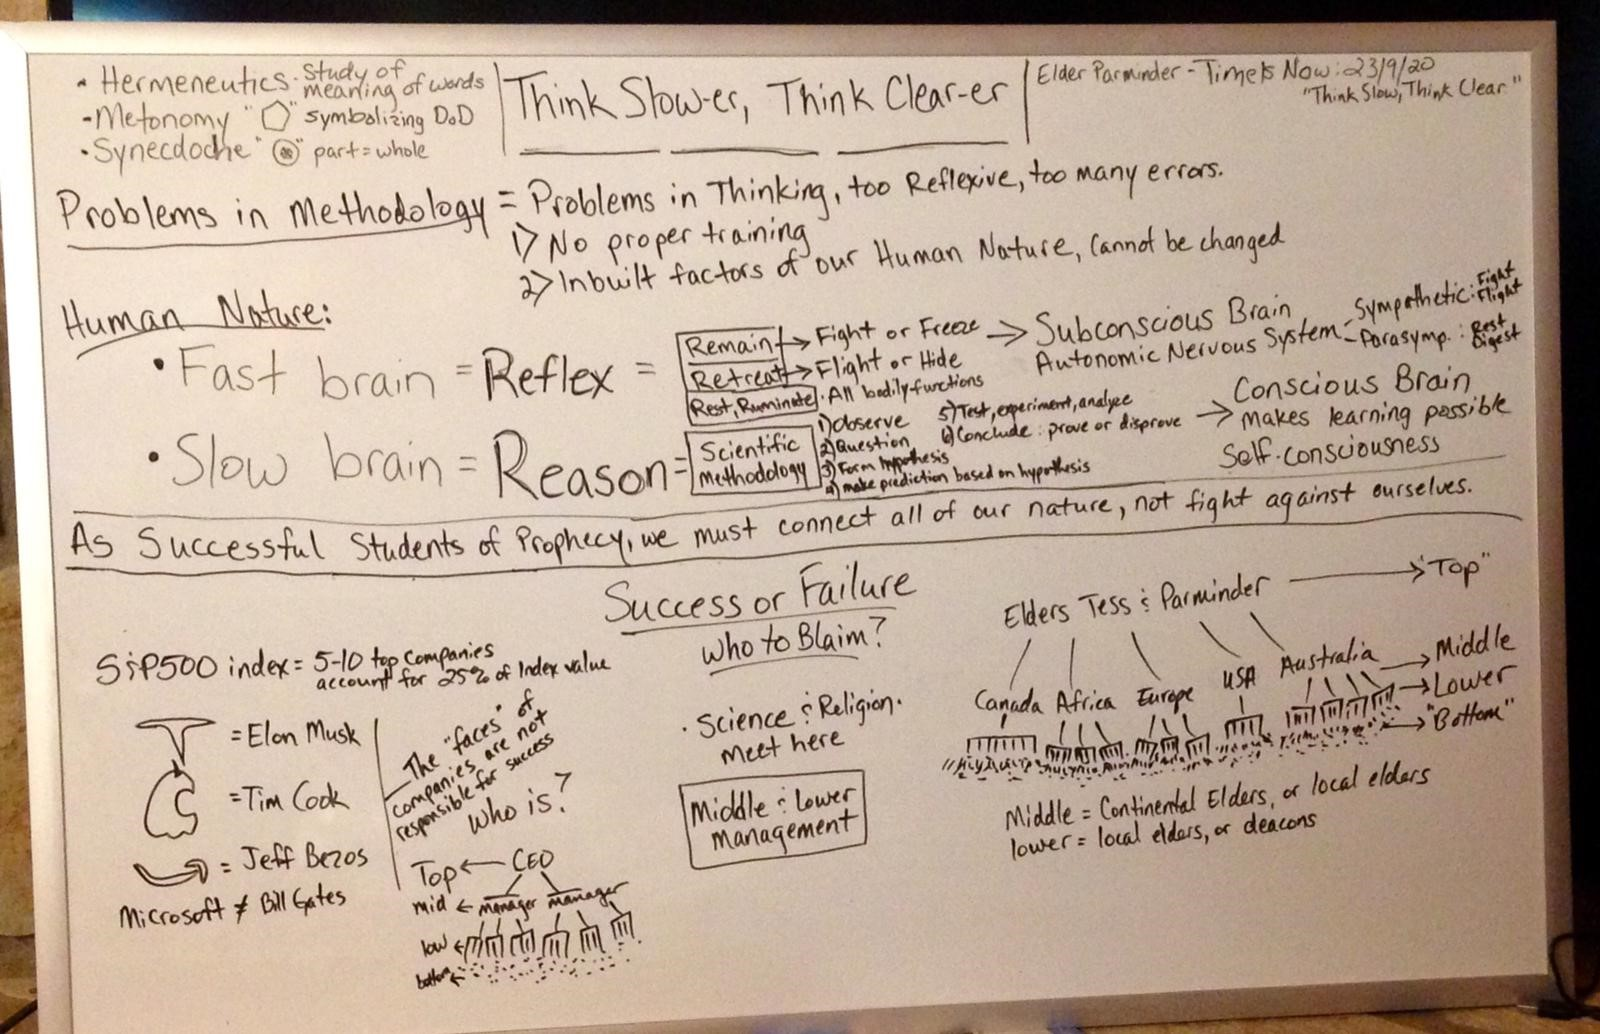 • Hermeneutics - Study of meaning of words
- Metonomy "⬠" symbolizing DoD
• Synecdoche "" part = whole
Think Slow-er, Think Clear-er
Elder Parminder - Time Is Now: 23/9/20
"Think Slow, Think Clear"
Problems in Methodology = Problems in Thinking, too Reflexive, too many errors.
1) No proper training
2) Inbuilt factors of our Human Nature, Cannot be changed
Human Nature:
• Fast brain = Reflex =
Remain → Fight or Freeze
Retreat → Flight or Hide
Rest, Ruminate • All bodily functions
→ Subconscious Brain
Autonomic Nervous System
- Sympathetic: Fight Flight
- Parasymp.: Rest Digest
• Slow brain = Reason =
Scientific methodology
1) Observe
2) Question
3) Form hypothesis
4) make prediction based on hypothesis
5) Test, experiment, analyze
6) Conclude: prove or disprove
→ Conscious Brain
makes learning possible
Self-consciousness
As Successful Students of Prophecy, we must connect all of our nature, not fight against ourselves.
Success or Failure
Who to Blaim?
• Science & Religion •
meet here
Middle & Lower
management
S&P500 index = 5-10 top companies
account for 25% of Index value
= Elon Musk
= Tim Cook
= Jeff Bezos
Microsoft ≠ Bill Gates
The "faces" of
companies are not
responsible for success
Who is?
Top ← CEO
mid ← manager manager
low ←
bottom ←
Elders Tess & Parminder → "Top"
Canada Africa Europe USA Australia → Middle
→ Lower
→ "Bottom"
Middle = Continental Elders, or local elders
lower = local elders, or deacons